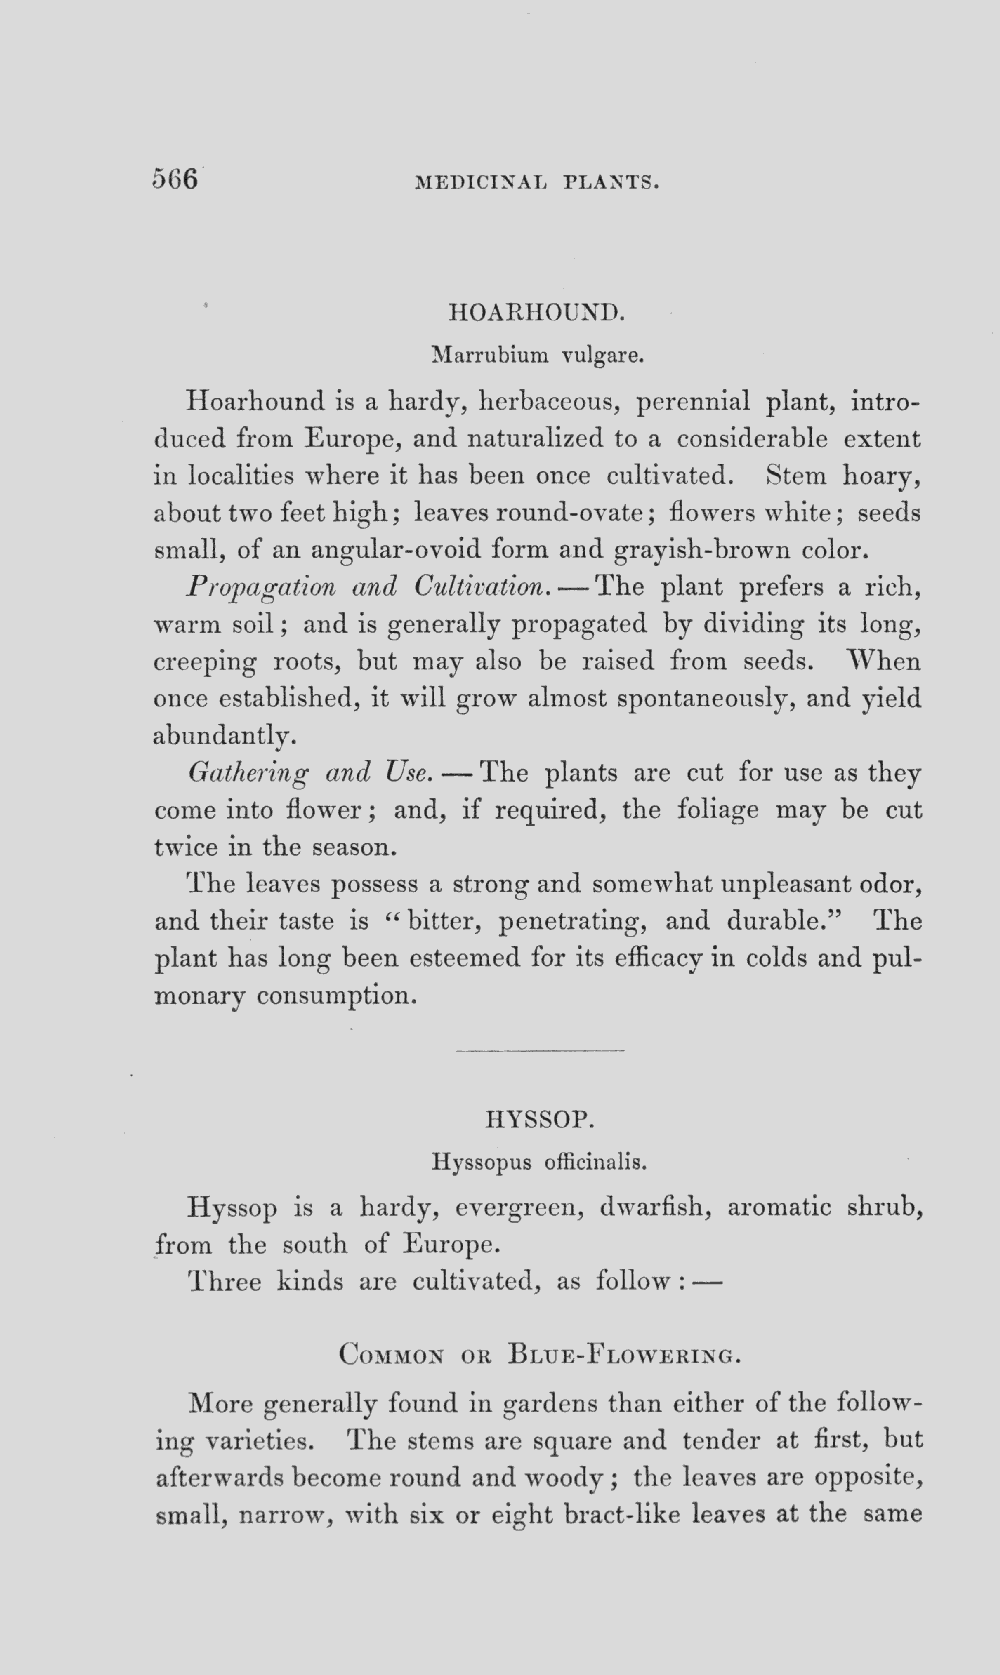 566 MEDICINAL PLANTS.
HOARHOUND.
Marrubium vulgare.
Hoarhound is a hardy, herbaceous, perennial plant, intro-
duced from Europe, and naturalized to a considerable extent
in localities where it has been once cultivated. Stem hoary,
about two feet high; leaves round-ovate; flowers white; seeds
small, of an angular-ovoid form and grayish-brown color.
Propagation and Cultivation. — The plant prefers a rich,
warm soil; and is generally propagated by dividing its long,
creeping roots, but may also be raised from seeds. When
once established, it will grow almost spontaneously, and yield
abundantly.
Gathering and Use. — The plants are cut for use as they
come into flower; and, if required, the foliage may be cut
twice in the season.
The leaves possess a strong and somewhat unpleasant odor,
and their taste is “bitter, penetrating, and durable.” The
plant has long been esteemed for its efficacy in colds and pul-
monary consumption.
HYSSOP.
Hyssopus officinalis.
Hyssop is a hardy, evergreen, dwarfish, aromatic shrub,
from the south of Europe.
Three kinds are cultivated, as follow: —
COMMON OR BLUE-FLOWERING.
More generally found in gardens than either of the follow-
ing varieties. The stems are square and tender at first, but
afterwards become round and woody; the leaves are opposite,
small, narrow, with six or eight bract-like leaves at the same